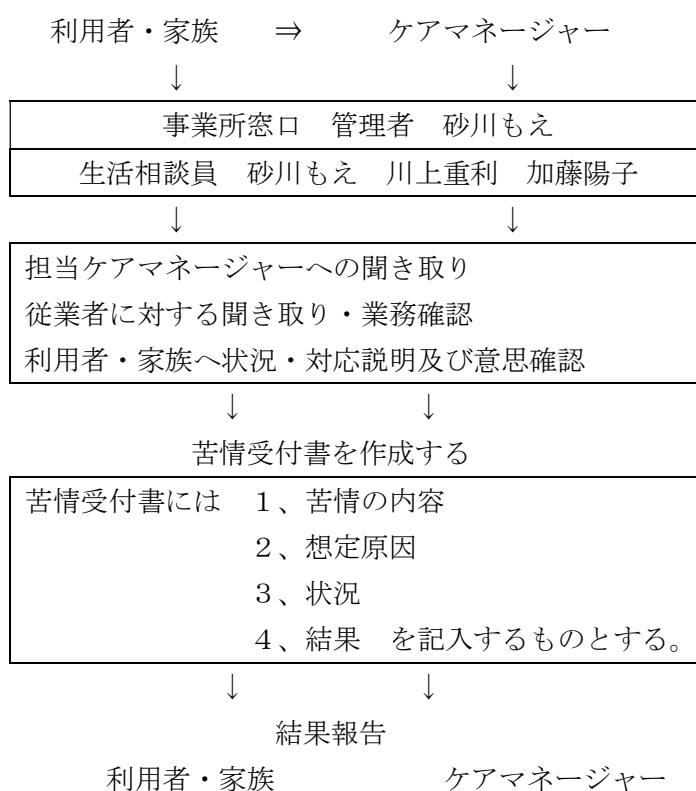 利用者・家族　⇒　ケアマネージャー
↓　↓
事業所窓口　管理者　砂川もえ
生活相談員　砂川もえ　川上重利　加藤陽子
↓　↓
担当ケアマネージャーへの聞き取り
従業者に対する聞き取り・業務確認
利用者・家族へ状況・対応説明及び意思確認
↓　↓
苦情受付書を作成する
苦情受付書には　１、苦情の内容
２、想定原因
３、状況
４、結果　を記入するものとする。
↓　↓
結果報告
利用者・家族　ケアマネージャー